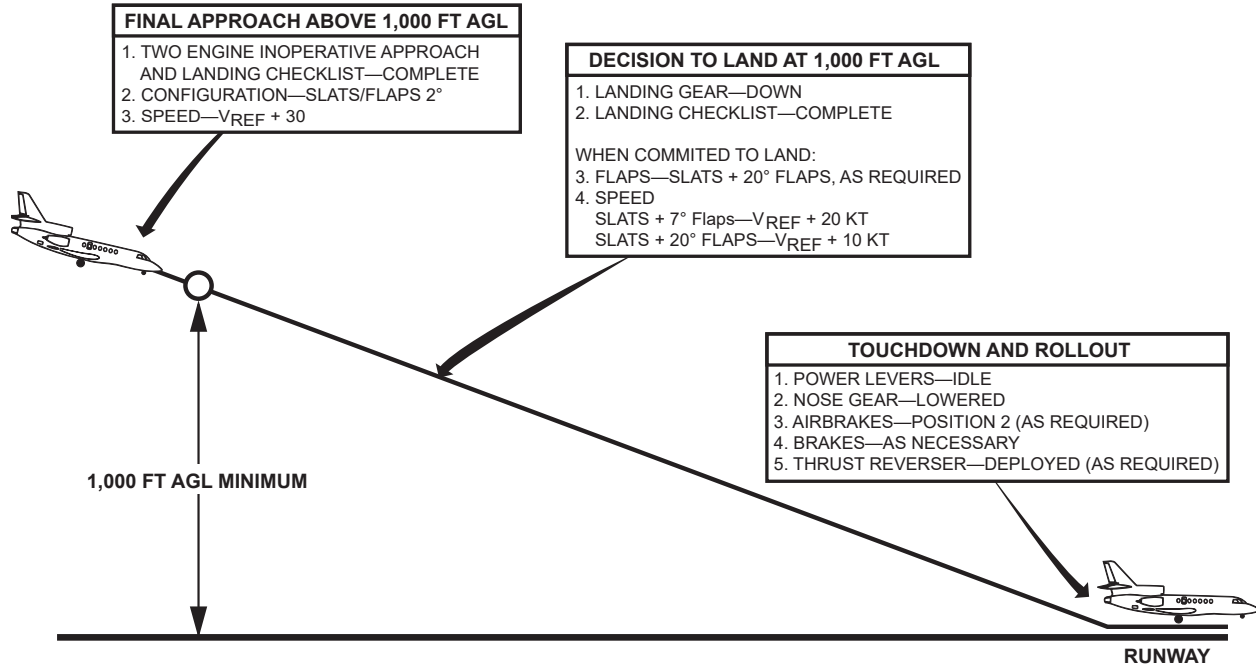 FINAL APPROACH ABOVE 1,000 FT AGL
1. TWO ENGINE INOPERATIVE APPROACH
AND LANDING CHECKLIST—COMPLETE
2. CONFIGURATION—SLATS/FLAPS 2°
3. SPEED—VREF + 30
DECISION TO LAND AT 1,000 FT AGL
1. LANDING GEAR—DOWN
2. LANDING CHECKLIST—COMPLETE
WHEN COMMITED TO LAND:
3. FLAPS—SLATS + 20° FLAPS, AS REQUIRED
4. SPEED
SLATS + 7° Flaps—VREF + 20 KT
SLATS + 20° FLAPS—VREF + 10 KT
TOUCHDOWN AND ROLLOUT
1. POWER LEVERS—IDLE
2. NOSE GEAR—LOWERED
3. AIRBRAKES—POSITION 2 (AS REQUIRED)
4. BRAKES—AS NECESSARY
5. THRUST REVERSER—DEPLOYED (AS REQUIRED)
1,000 FT AGL MINIMUM
RUNWAY